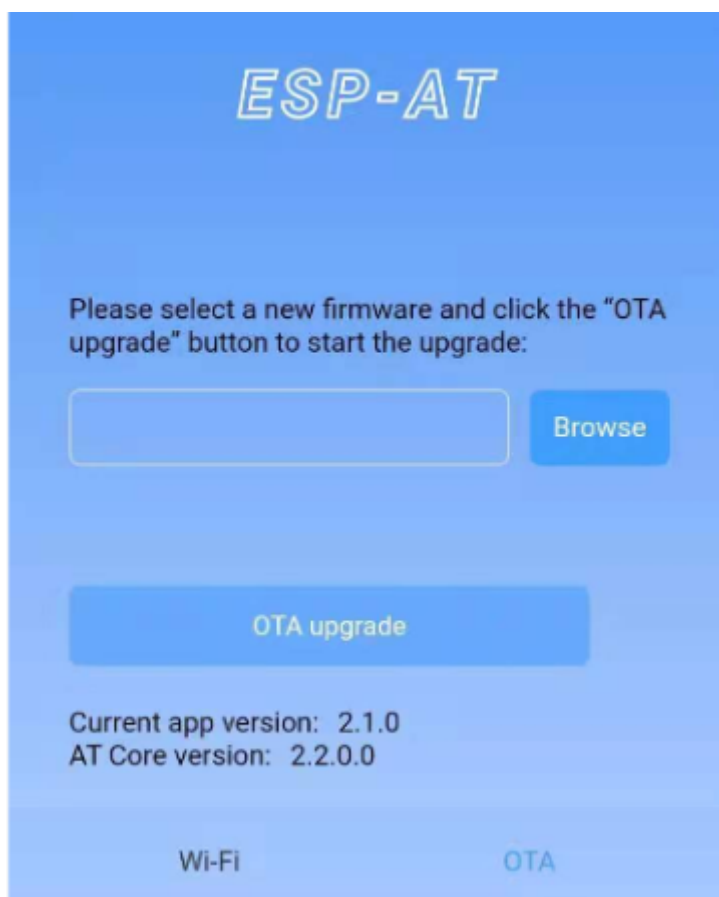 ESP-AT
Please select a new firmware and click the “OTA
upgrade” button to start the upgrade:
Browse
OTA upgrade
Current app version: 2.1.0
AT Core version: 2.2.0.0
Wi-Fi OTA